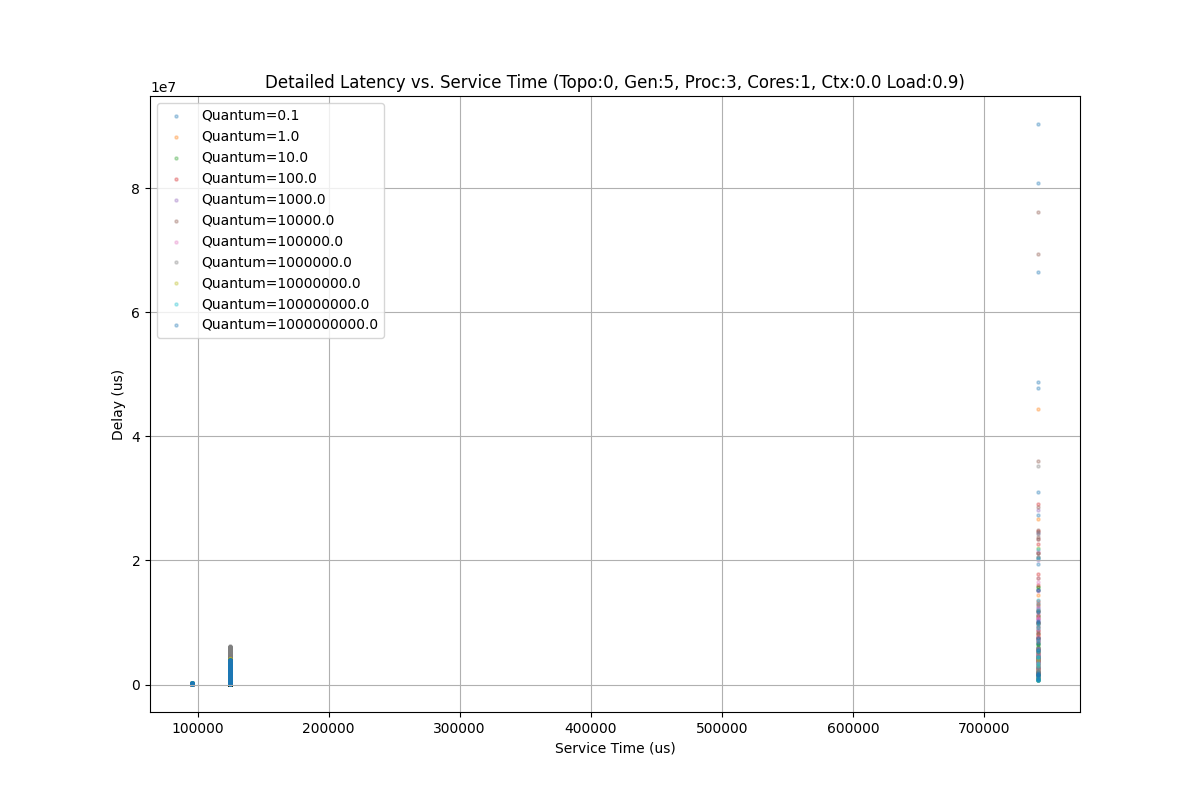 Detailed Latency vs. Service Time (Topo:0, Gen:5, Proc:3, Cores:1, Ctx:0.0 Load:0.9)
1e7
Quantum=0.1
Quantum=1.0
Quantum=10.0
Quantum=100.0
Quantum=1000.0
Quantum=10000.0
Quantum=100000.0
Quantum=1000000.0
Quantum=10000000.0
Quantum=100000000.0
Quantum=1000000000.0
8
6
4
2
0
Delay (us)
100000 200000 300000 400000 500000 600000 700000
Service Time (us)